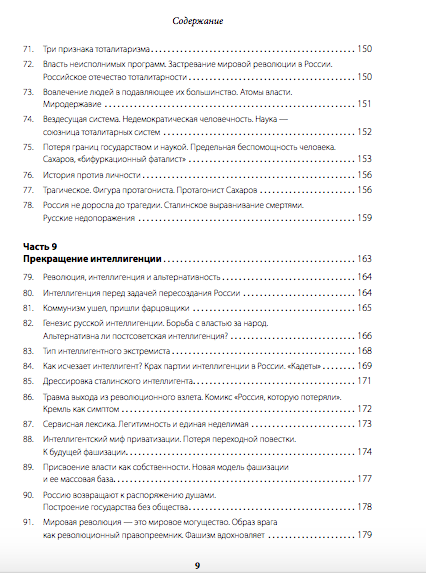 Содержание
71. Три признака тоталитаризма 150
72. Власть неисполнимых программ. Застревание мировой революции в России.
Российское отечество тоталитарности 150
73. Вовлечение людей в подавляющее их большинство. Атомы власти.
Миродержавие 151
74. Вездесущая система. Недемократическая человечность. Наука —
союзница тоталитарных систем 152
75. Потеря границ государством и наукой. Предельная беспомощность человека.
Сахаров, «бифуркационный фаталист» 153
76. История против личности 156
77. Трагическое. Фигура протагониста. Протагонист Сахаров 156
78. Россия не доросла до трагедии. Сталинское выравнивание смертями.
Русские недопоражения 159
Часть 9
Прекращение интеллигенции 163
79. Революция, интеллигенция и альтернативность 164
80. Интеллигенция перед задачей пересоздания России 164
81. Коммунизм ушел, пришли фарцовщики 165
82. Генезис русской интеллигенции. Борьба с властью за народ.
Альтернативна ли постсоветская интеллигенция? 166
83. Тип интеллигентного экстремиста 168
84. Как исчезает интеллигент? Крах партии интеллигенции в России. «Кадеты» 169
85. Дрессировка сталинского интеллигента 171
86. Травма выхода из революционного взлета. Комикс «Россия, которую потеряли».
Кремль как симптом 172
87. Сервисная лексика. Легитимность и единая неделимая 173
88. Интеллигентский миф приватизации. Потеря переходной повестки.
К будущей фашизации 174
89. Присвоение власти как собственности. Новая модель фашизации
и ее массовая база 177
90. Россию возвращают к распоряжению душами.
Построение государства без общества 178
91. Мировая революция — это мировое могущество. Образ врага
как революционный правопреемник. Фашизм вдохновляет 179
9